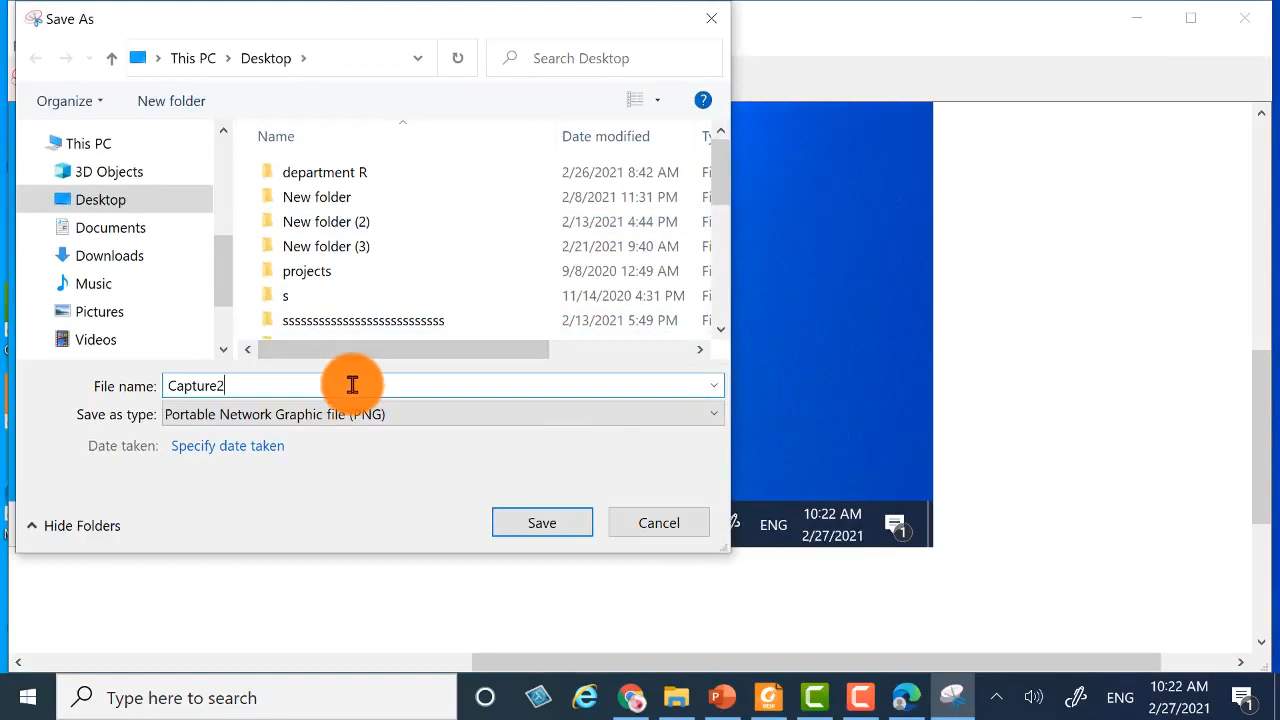 Save As
This PC
Desktop
Search Desktop
Organize
New folder
?
Name
Date modified
This PC
3D Objects
Desktop
Documents
Downloads
Music
Pictures
Videos
department R
2/26/2021 8:42 AM
New folder
2/8/2021 11:31 PM
New folder (2)
2/13/2021 4:44 PM
New folder (3)
2/21/2021 9:40 AM
projects
9/8/2020 12:49 AM
s
11/14/2020 4:31 PM
sssssssssssssssssssssssssss
2/13/2021 5:49 PM
File name: Capture2
Save as type: Portable Network Graphic file (PNG)
Date taken: Specify date taken
Hide Folders
Save
Cancel
ENG
10:22 AM
2/27/2021
1
Type here to search
ENG
10:22 AM
2/27/2021
1